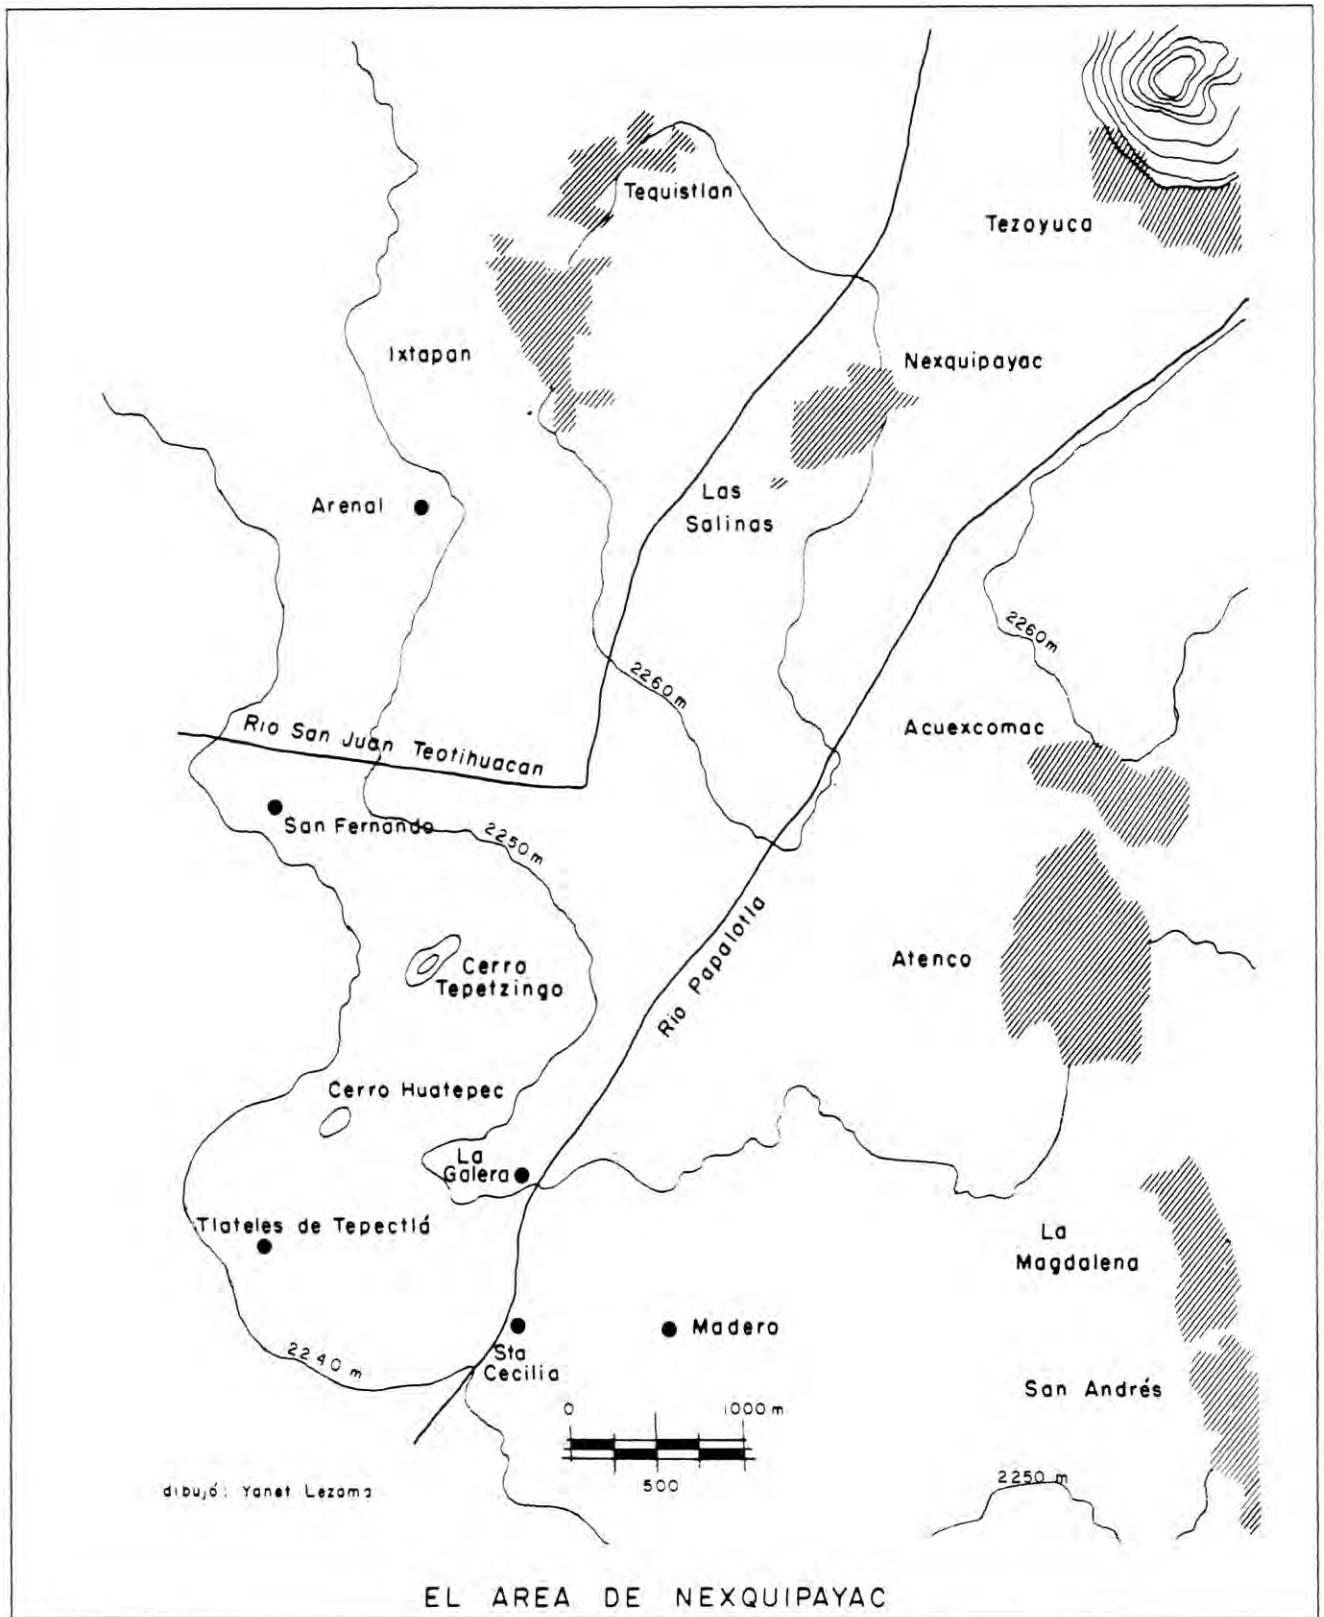 Tequistlan
Tezoyuca
Ixtapan
Nexquipayac
Arenal
Las
Salinas
2260m
2260m
Acuexcomac
Rio San Juan Teotihuacan
San Fernando
2250m
Rio Papalotla
Atenco
Cerro
Tepetzingo
Cerro Huatepec
La
Galera
Tlateles de Tepectlá
La
Magdalena
Madero
Sta
Cecilia
2240 m
San Andrés
0 1000 m
500
2250 m
dibujó: Yanet Lezama
EL AREA DE NEXQUIPAYAC